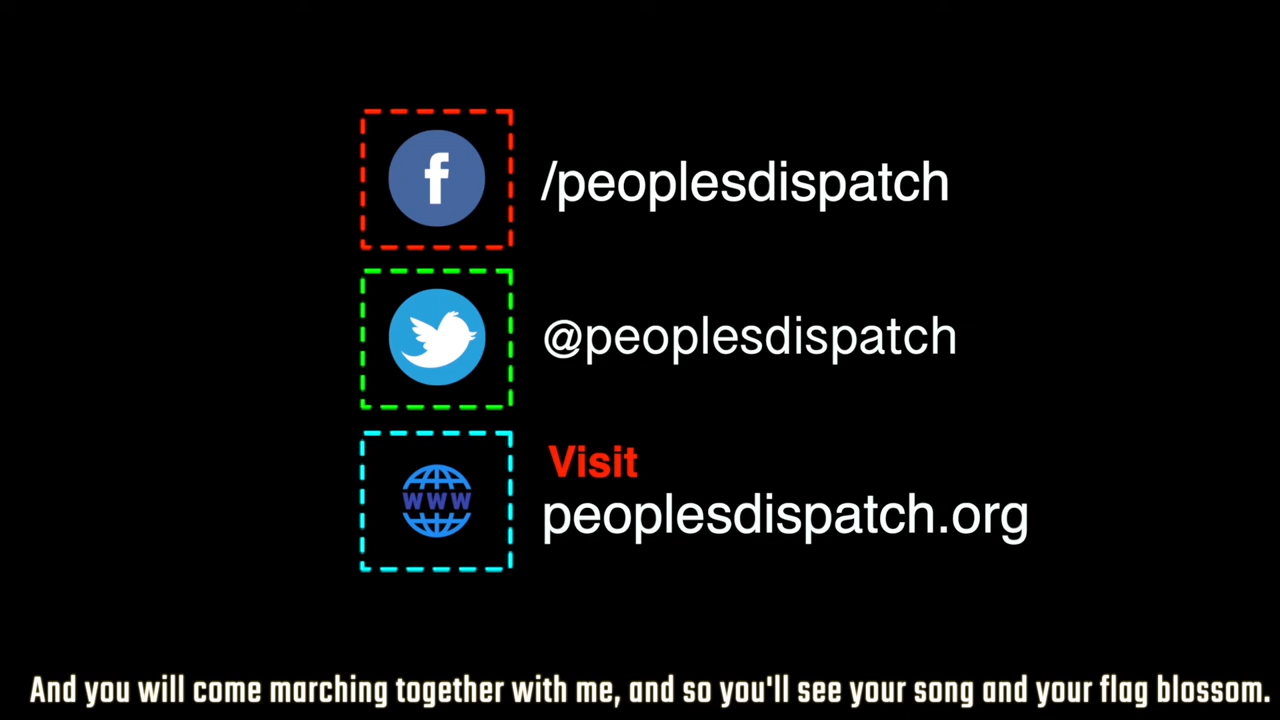 f
/peoplesdispatch
@peoplesdispatch
Visit
WWW
peoplesdispatch.org
And you will come marching together with me, and so you'll see your song and your flag blossom.